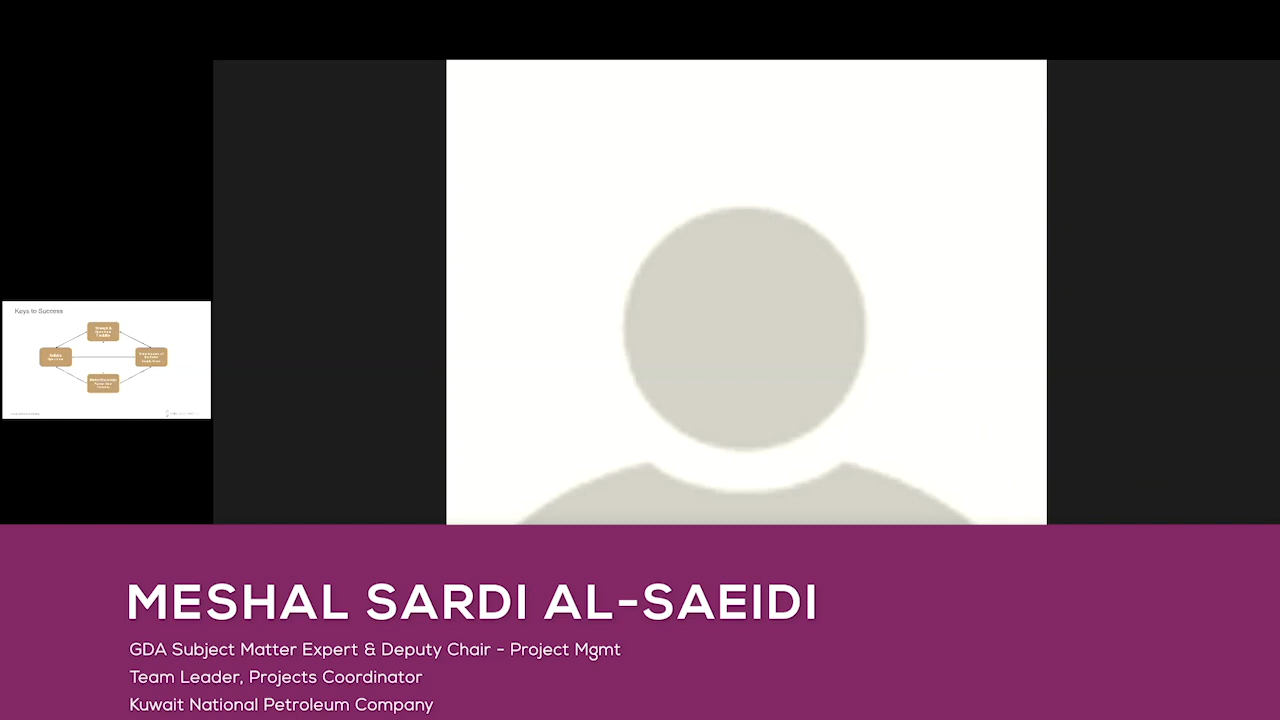 Keys to Success
MESHAL SARDI AL-SAEIDI
GDA Subject Matter Expert & Deputy Chair - Project Mgmt
Team Leader, Projects Coordinator
Kuwait National Petroleum Company